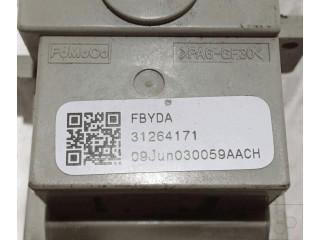 FoMoCo
>PA6-GF30<
FBYDA
31264171
09Jun030059AACH